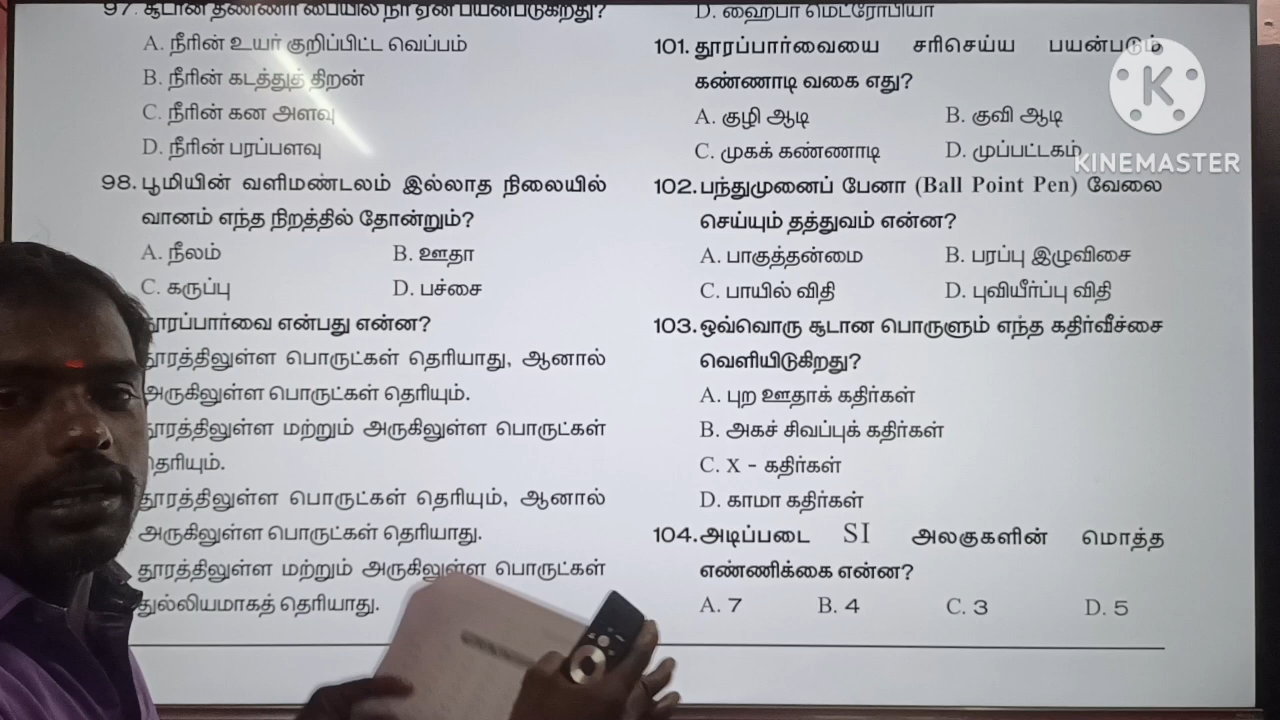 97. சூடான தண்ணீர் பையில் நீர் ஏன் பயன்படுகிறது?
A. நீரின் உயர் குறிப்பிட்ட வெப்பம்
B. நீரின் கடத்துத் திறன்
C. நீரின் கன அளவு
D. நீரின் பரப்பளவு
98. பூமியின் வளிமண்டலம் இல்லாத நிலையில்
வானம் எந்த நிறத்தில் தோன்றும்?
A. நீலம் B. ஊதா
C. கருப்பு D. பச்சை
தூரப்பார்வை என்பது என்ன?
தூரத்திலுள்ள பொருட்கள் தெரியாது, ஆனால்
அருகிலுள்ள பொருட்கள் தெரியும்.
தூரத்திலுள்ள மற்றும் அருகிலுள்ள பொருட்கள்
தெரியும்.
தூரத்திலுள்ள பொருட்கள் தெரியும், ஆனால்
அருகிலுள்ள பொருட்கள் தெரியாது.
தூரத்திலுள்ள மற்றும் அருகிலுள்ள பொருட்கள்
துல்லியமாகத் தெரியாது.
D. ஹைபர் மெட்ரோபியா
101. தூரப்பார்வையை சரிசெய்ய பயன்படும்
கண்ணாடி வகை எது?
A. குழி ஆடி B. குவி ஆடி
C. முகக் கண்ணாடி D. முப்பட்டகம்
102. பந்துமுனைப் பேனா (Ball Point Pen) வேலை
செய்யும் தத்துவம் என்ன?
A. பாகுத்தன்மை B. பரப்பு இழுவிசை
C. பாயில் விதி D. புவியீர்ப்பு விதி
103. ஒவ்வொரு சூடான பொருளும் எந்த கதிர்வீச்சை
வெளியிடுகிறது?
A. புற ஊதாக் கதிர்கள்
B. அகச் சிவப்புக் கதிர்கள்
C. X - கதிர்கள்
D. காமா கதிர்கள்
104. அடிப்படை SI அலகுகளின் மொத்த
எண்ணிக்கை என்ன?
A. 7 B. 4 C. 3 D. 5
K
KINEMASTER